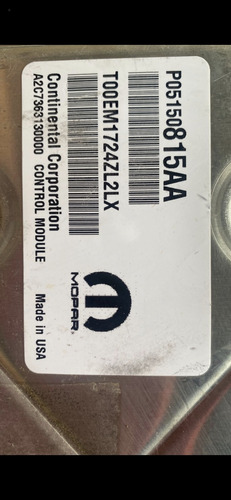 P05150815AA
T00EM1724ZL2LX
Continental Corporation
A2C7363130000 CONTROL MODULE Made in USA
MOPAR